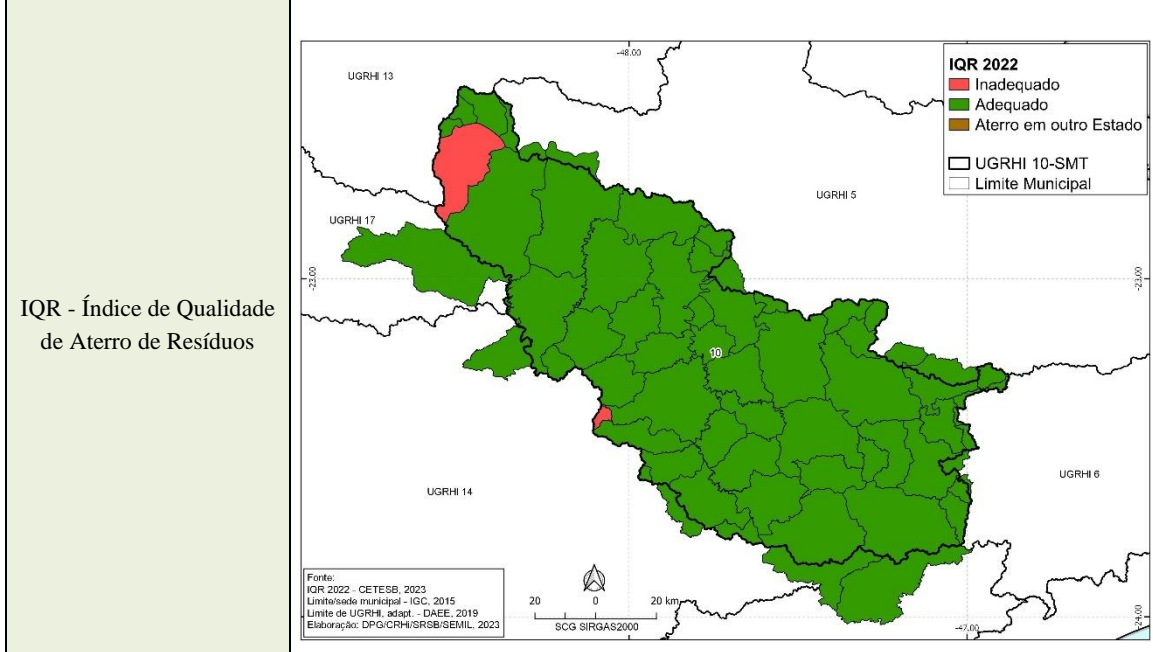 IQR - Índice de Qualidade
de Aterro de Resíduos
-48.00
UGRHI 13
IQR 2022
Inadequado
Adequado
Aterro em outro Estado
UGRHI 10-SMT
Limite Municipal
UGRHI 5
UGRHI 17
-23.00
-23.00
10
UGRHI 6
UGRHI 14
Fonte:
IQR 2022 - CETESB, 2023
Limite/sede municipal - IGC, 2015
Limite de UGRHI, adapt. - DAEE, 2019
Elaboração: DPG/CRHi/SRSB/SEMIL, 2023
20 0 20 km
SCG SIRGAS2000
-47.00
-24.00